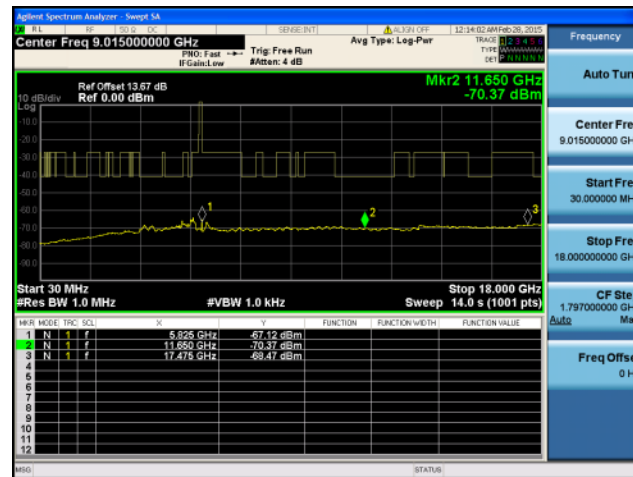 Agilent Spectrum Analyzer - Swept SA
RL RF 50 Ω DC SENSE:INT ALIGN OFF 12:14:02 AM Feb 28, 2015
Center Freq 9.015000000 GHz
PNO: Fast
IFGain:Low
Trig: Free Run
#Atten: 4 dB
Avg Type: Log-Pwr
TRACE 1 2 3 4 5 6
TYPE
DET P N N N N N
Ref Offset 13.67 dB
10 dB/div Ref 0.00 dBm
Log
Mkr2 11.650 GHz
-70.37 dBm
-10.0
-20.0
-30.0
-40.0
-50.0
-60.0
-70.0
-80.0
-90.0
1
2
3
Start 30 MHz Stop 18.000 GHz
#Res BW 1.0 MHz #VBW 1.0 kHz Sweep 14.0 s (1001 pts)
MKR MODE TRC SCL X Y FUNCTION FUNCTION WIDTH FUNCTION VALUE
1 N 1 f 5.825 GHz -67.12 dBm
2 N 1 f 11.650 GHz -70.37 dBm
3 N 1 f 17.475 GHz -68.47 dBm
4
5
6
7
8
9
10
11
12
MSG STATUS
Frequency
Auto Tun
Center Fre
9.015000000 GH
Start Fre
30.000000 MH
Stop Fre
18.000000000 GH
CF Ste
1.797000000 GH
Auto Ma
Freq Offse
0 H